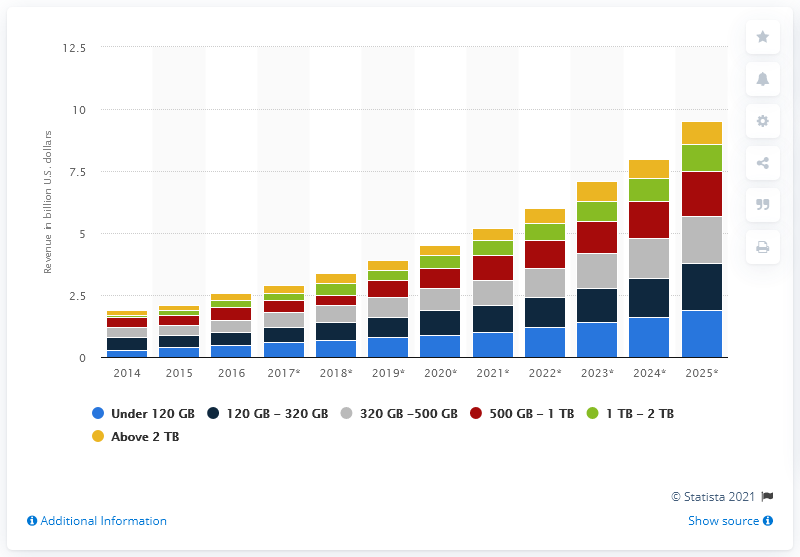 12.5
10
7.5
5
2.5
0
Revenue in billion U.S. dollars
2014 2015 2016 2017* 2018* 2019* 2020* 2021* 2022* 2023* 2024* 2025*
Under 120 GB 120 GB – 320 GB 320 GB –500 GB 500 GB – 1 TB 1 TB – 2 TB
Above 2 TB
© Statista 2021
Additional Information Show source